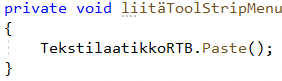 private void liitäToolStripMenu
{
    TekstilaatikkoRTB.Paste();
}